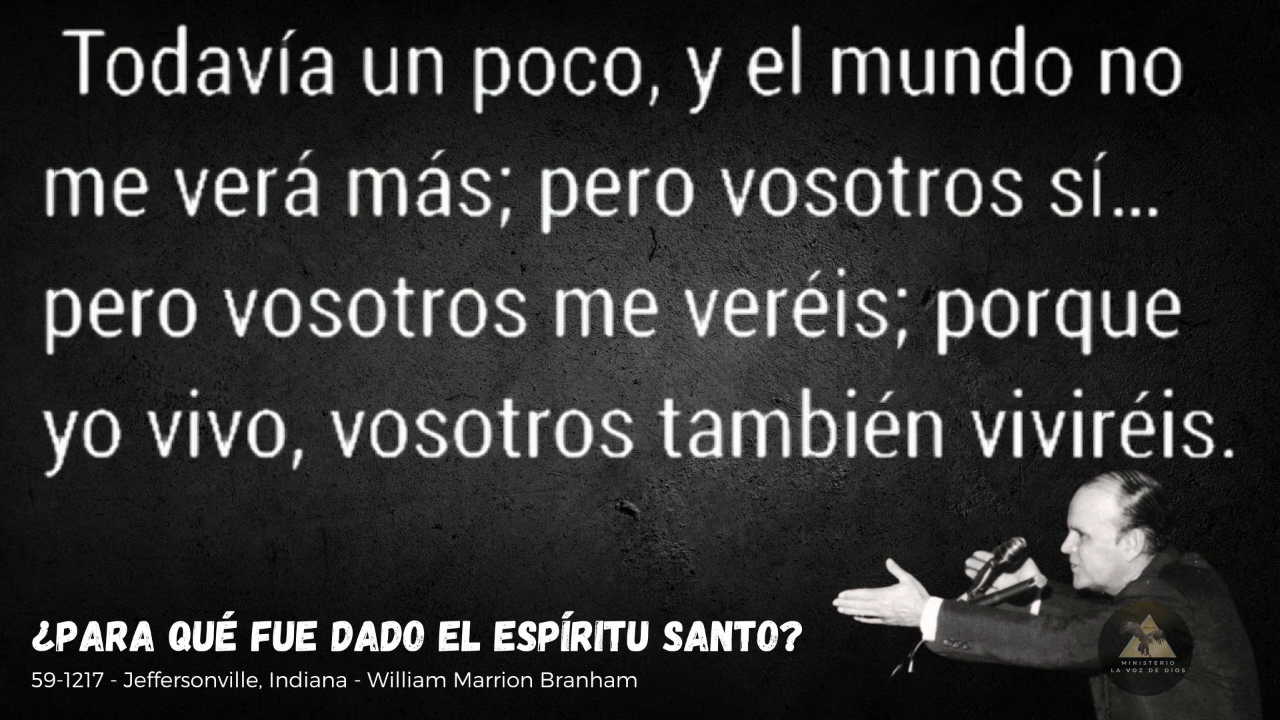 Todavía un poco, y el mundo no
me verá más; pero vosotros sí...
pero vosotros me veréis; porque
yo vivo, vosotros también viviréis.
¿PARA QUÉ FUE DADO EL ESPÍRITU SANTO?
59-1217 - Jeffersonville, Indiana - William Marrion Branham
MINISTERIO
LA VOZ DE DIOS